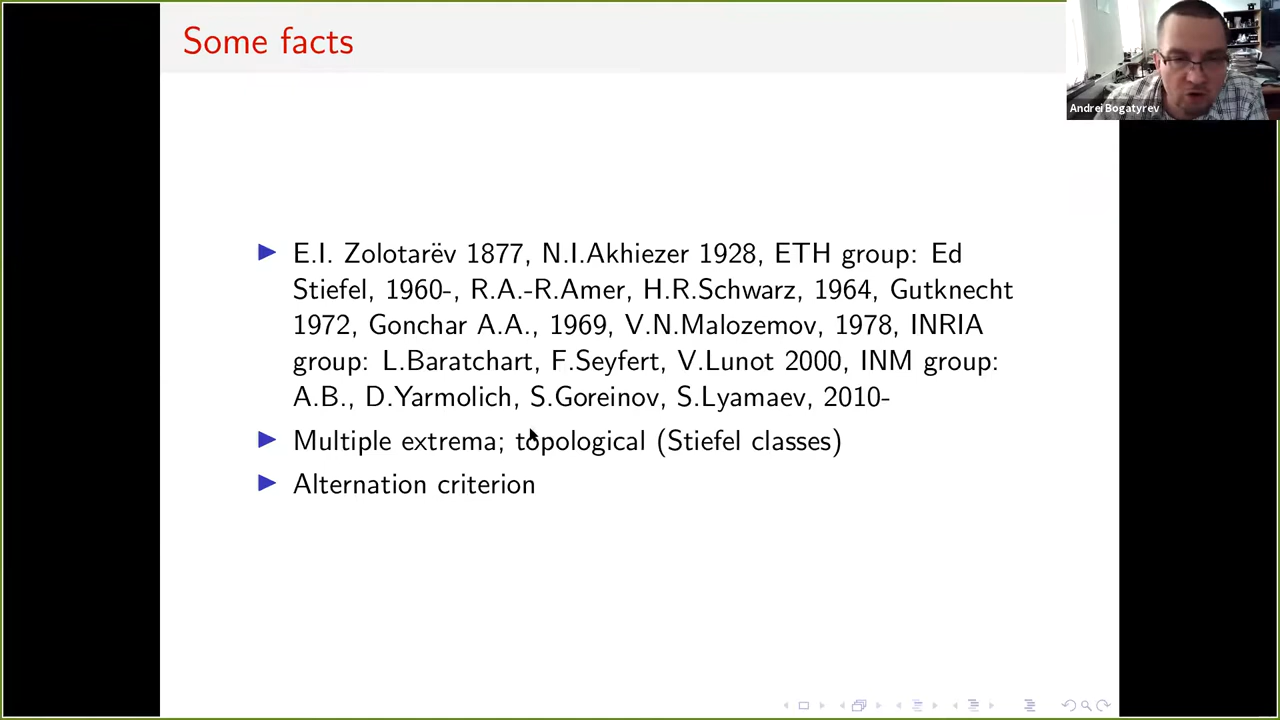 Some facts
Andrei Bogatyrev
E.I. Zolotarëv 1877, N.I.Akhiezer 1928, ETH group: Ed
Stiefel, 1960-, R.A.-R.Amer, H.R.Schwarz, 1964, Gutknecht
1972, Gonchar A.A., 1969, V.N.Malozemov, 1978, INRIA
group: L.Baratchart, F.Seyfert, V.Lunot 2000, INM group:
A.B., D.Yarmolich, S.Goreinov, S.Lyamaev, 2010-
Multiple extrema; topological (Stiefel classes)
Alternation criterion